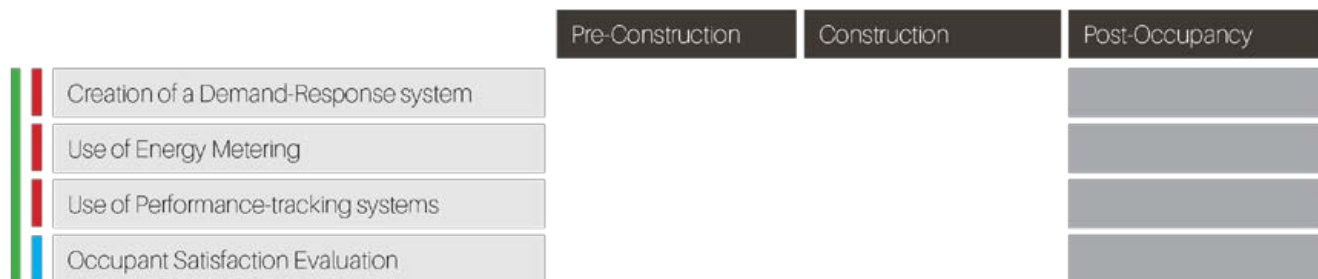 Pre-Construction Construction Post-Occupancy
Creation of a Demand-Response system
Use of Energy Metering
Use of Performance-tracking systems
Occupant Satisfaction Evaluation